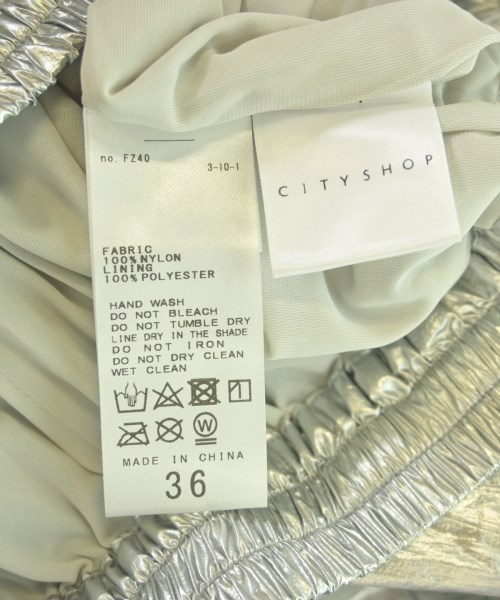 no. FZ40
3-10-1
CITYSHOP
FABRIC
100%NYLON
LINING
100%POLYESTER
HAND WASH
DO NOT BLEACH
DO NOT TUMBLE DRY
LINE DRY IN THE SHADE
DO NOT IRON
DO NOT DRY CLEAN
WET CLEAN
W
MADE IN CHINA
36